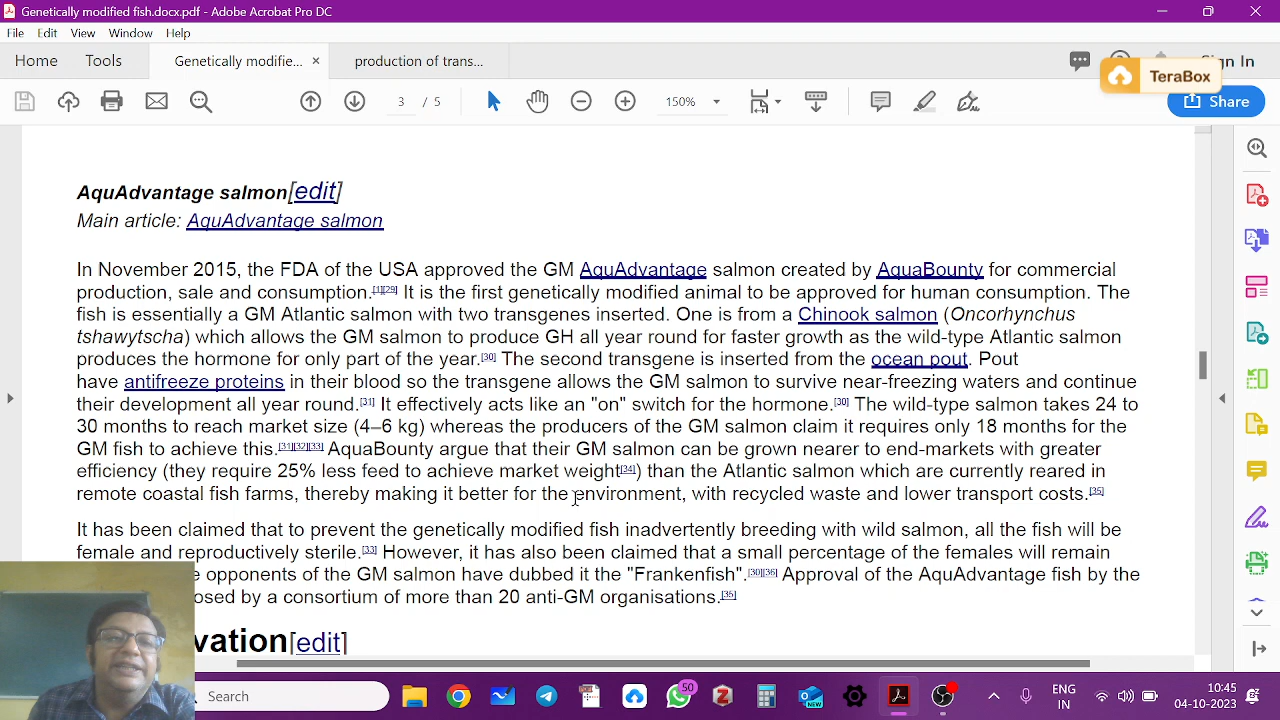 Genetically modified fish.docx.pdf - Adobe Acrobat Pro DC
File Edit View Window Help
Home Tools Genetically modifie... × production of trans... Sign In
TeraBox
3 / 5 150% Share
AquAdvantage salmon[edit]
Main article: AquAdvantage salmon
In November 2015, the FDA of the USA approved the GM AquAdvantage salmon created by AquaBounty for commercial
production, sale and consumption.[1][29] It is the first genetically modified animal to be approved for human consumption. The
fish is essentially a GM Atlantic salmon with two transgenes inserted. One is from a Chinook salmon (Oncorhynchus
tshawytscha) which allows the GM salmon to produce GH all year round for faster growth as the wild-type Atlantic salmon
produces the hormone for only part of the year.[30] The second transgene is inserted from the ocean pout. Pout
have antifreeze proteins in their blood so the transgene allows the GM salmon to survive near-freezing waters and continue
their development all year round.[31] It effectively acts like an "on" switch for the hormone.[30] The wild-type salmon takes 24 to
30 months to reach market size (4–6 kg) whereas the producers of the GM salmon claim it requires only 18 months for the
GM fish to achieve this.[31][32][33] AquaBounty argue that their GM salmon can be grown nearer to end-markets with greater
efficiency (they require 25% less feed to achieve market weight[34]) than the Atlantic salmon which are currently reared in
remote coastal fish farms, thereby making it better for the environment, with recycled waste and lower transport costs.[35]
It has been claimed that to prevent the genetically modified fish inadvertently breeding with wild salmon, all the fish will be
female and reproductively sterile.[33] However, it has also been claimed that a small percentage of the females will remain
opponents of the GM salmon have dubbed it the "Frankenfish".[30][36] Approval of the AquAdvantage fish by the
osed by a consortium of more than 20 anti-GM organisations.[35]
vation[edit]
Search 50 NEW ENG
IN 10:45
04-10-2023